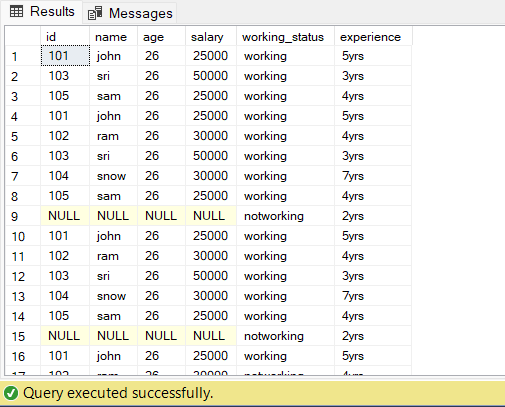 Results Messages
id name age salary working_status experience
1 101 john 26 25000 working 5yrs
2 103 sri 26 50000 working 3yrs
3 105 sam 26 25000 working 4yrs
4 101 john 26 25000 working 5yrs
5 102 ram 26 30000 working 4yrs
6 103 sri 26 50000 working 3yrs
7 104 snow 26 30000 working 7yrs
8 105 sam 26 25000 working 4yrs
9 NULL NULL NULL NULL notworking 2yrs
10 101 john 26 25000 working 5yrs
11 102 ram 26 30000 working 4yrs
12 103 sri 26 50000 working 3yrs
13 104 snow 26 30000 working 7yrs
14 105 sam 26 25000 working 4yrs
15 NULL NULL NULL NULL notworking 2yrs
16 101 john 26 25000 working 5yrs
17 102 ram 26 30000 notworking 4yrs
Query executed successfully.